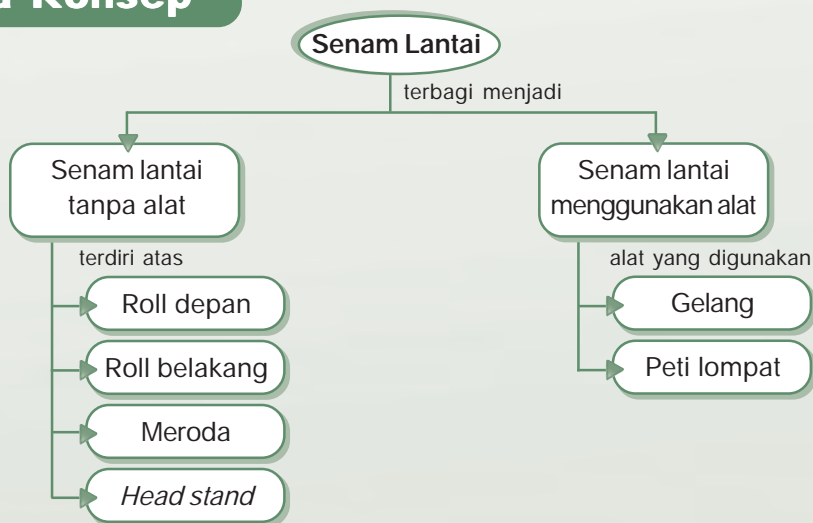 Konsep
Senam Lantai
terbagi menjadi
Senam lantai
tanpa alat
terdiri atas
Roll depan
Roll belakang
Meroda
Head stand
Senam lantai
menggunakan alat
alat yang digunakan
Gelang
Peti lompat